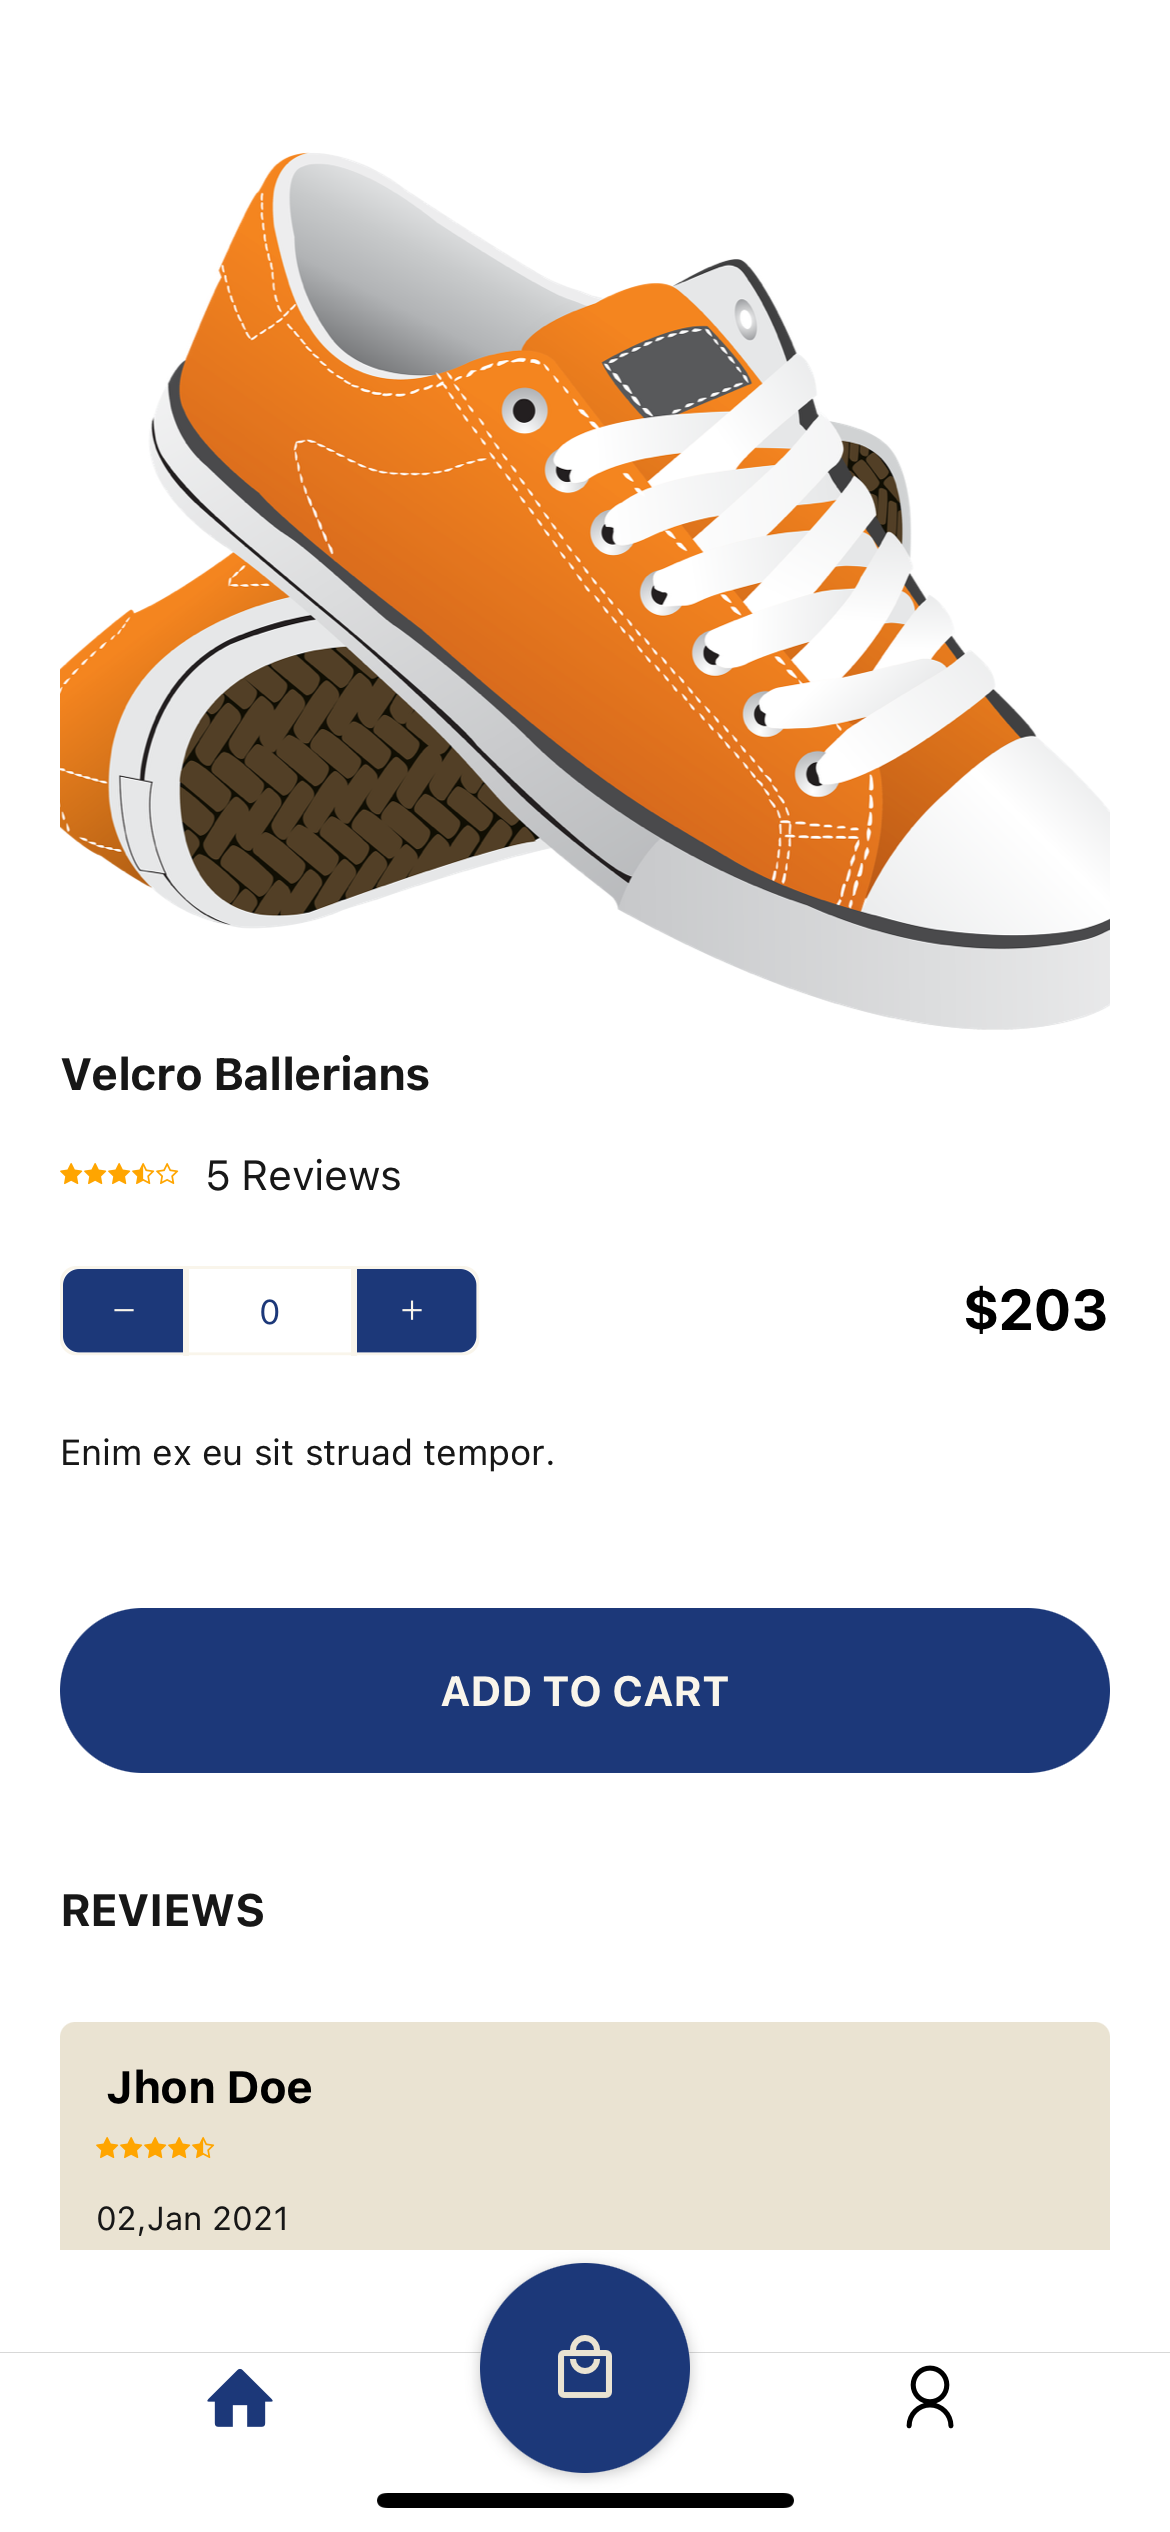 Velcro Ballerians
5 Reviews
− 0 + $203
Enim ex eu sit struad tempor.
ADD TO CART
REVIEWS
Jhon Doe
02,Jan 2021